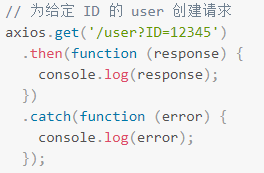 // 为给定 ID 的 user 创建请求
axios.get('/user?ID=12345')
  .then(function (response) {
    console.log(response);
  })
  .catch(function (error) {
    console.log(error);
  });